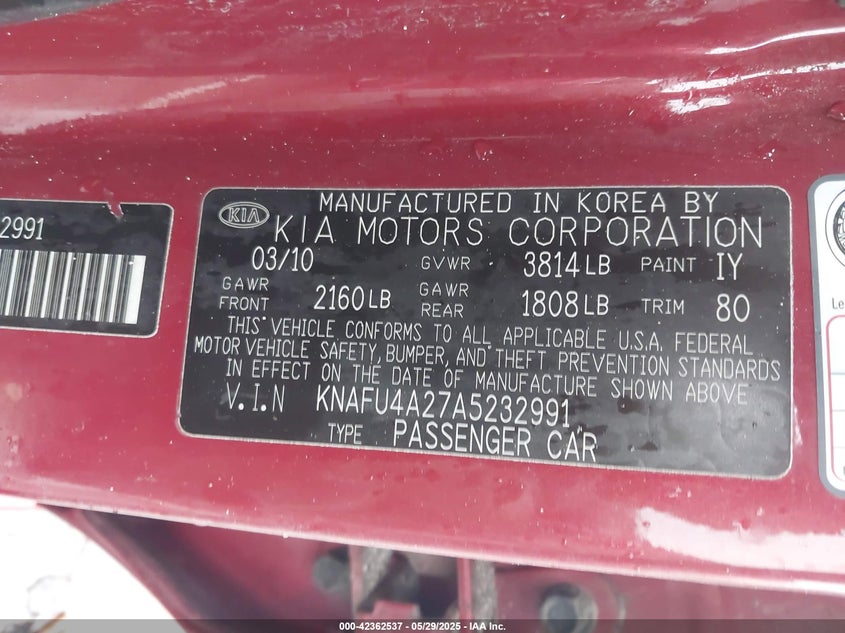 2991
KIA
MANUFACTURED IN KOREA BY
KIA MOTORS CORPORATION
03/10 GVWR 3814 LB PAINT IY
GAWR FRONT 2160 LB GAWR REAR 1808 LB TRIM 80
THIS VEHICLE CONFORMS TO ALL APPLICABLE U.S.A. FEDERAL
MOTOR VEHICLE SAFETY, BUMPER, AND THEFT PREVENTION STANDARDS
IN EFFECT ON THE DATE OF MANUFACTURE SHOWN ABOVE
V.I.N KNAFU4A27A5232991
TYPE PASSENGER CAR
Le
000-42362537 - 05/29/2025 - IAA Inc.